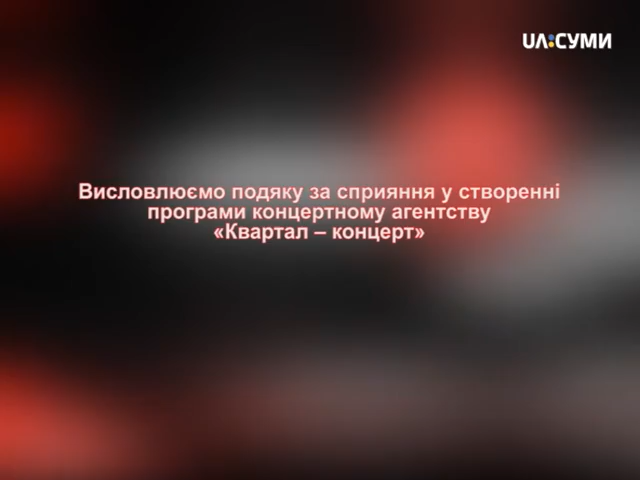 UA:СУМИ
Висловлюємо подяку за сприяння у створенні
програми концертному агентству
«Квартал – концерт»